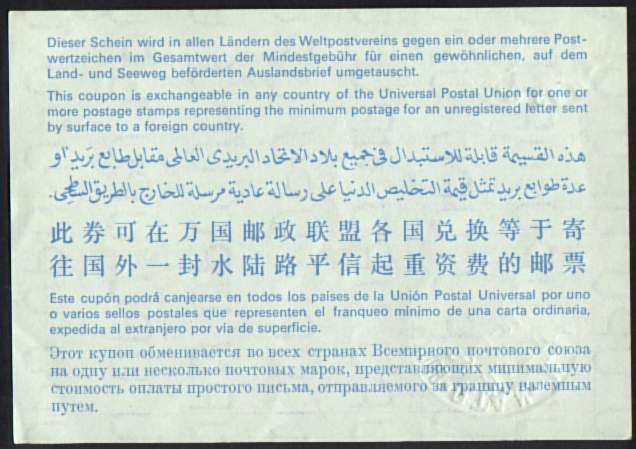 Dieser Schein wird in allen Ländern des Weltpostvereins gegen ein oder mehrere Post-
wertzeichen im Gesamtwert der Mindestgebühr für einen gewöhnlichen, auf dem
Land- und Seeweg beförderten Auslandsbrief umgetauscht.
This coupon is exchangeable in any country of the Universal Postal Union for one or
more postage stamps representing the minimum postage for an unregistered letter sent
by surface to a foreign country.
هذه القسيمة قابلة للاستبدال في جميع بلاد الاتحاد البريدى العالمى مقابل طابع بريد أو
عدة طوابع بريد تمثل قيمة التخليص الدنيا على رسالة عادية مرسلة للخارج بالطريق السطحى.
此券可在万国邮政联盟各国兑换等于寄
往国外一封水陆路平信起重资费的邮票
Este cupón podrá canjearse en todos los países de la Unión Postal Universal por uno
o varios sellos postales que representen el franqueo mínimo de una carta ordinaria,
expedida al extranjero por vía de superficie.
Этот купон обменивается во всех странах Всемирного почтового союза
на одну или несколько почтовых марок, представляющих минимальную
стоимость оплаты простого письма, отправляемого за границу наземным
путем.